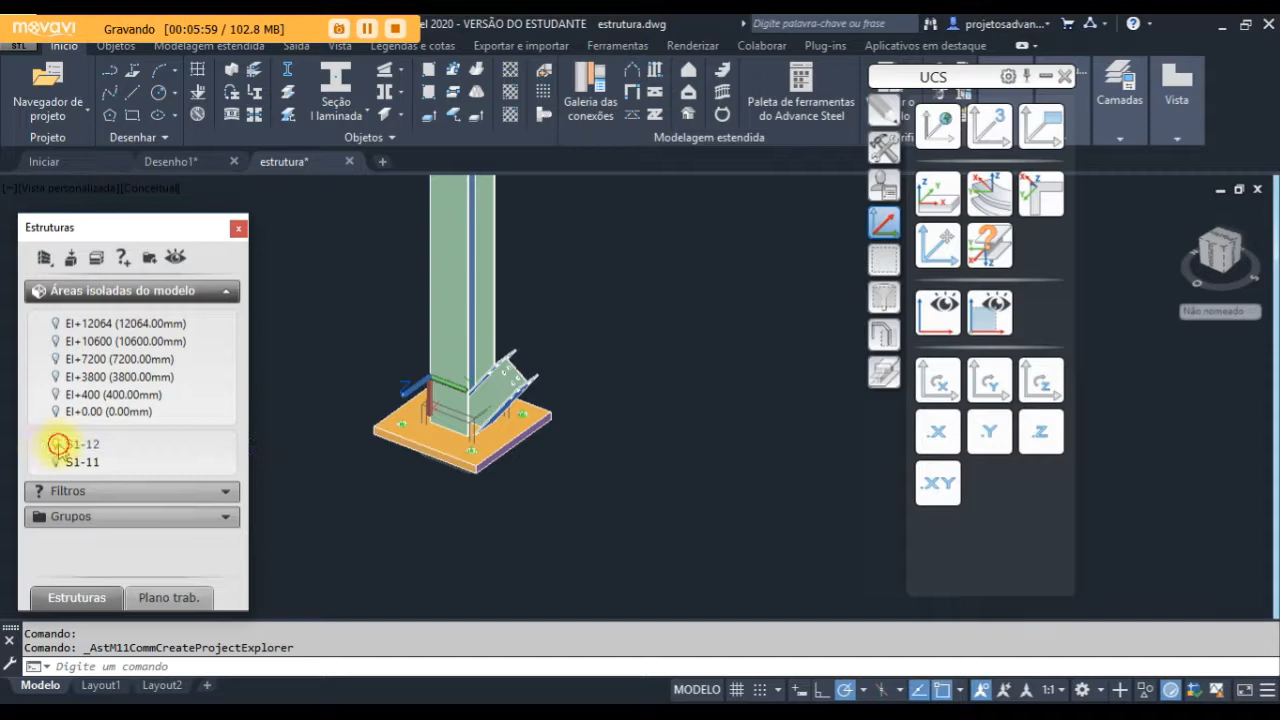 movavi
Gravando [00:05:59 / 102.8 MB]
el 2020 - VERSÃO DO ESTUDANTE estrutura.dwg
Digite palavra-chave ou frase
projetosadvan...
STL
Início Objetos Modelagem estendida Saída Vista Legendas e cotas Exportar e importar Ferramentas Renderizar Colaborar Plug-ins Aplicativos em destaque
Navegador de projeto
Seção I laminada
Galeria das conexões
Paleta de ferramentas do Advance Steel
Camadas
Vista
Projeto
Desenhar
Objetos
Modelagem estendida
UCS
Iniciar
Desenho1*
estrutura*
[−][Vista personalizada][Conceitual]
Estruturas
Áreas isoladas do modelo
El+12064 (12064.00mm)
El+10600 (10600.00mm)
El+7200 (7200.00mm)
El+3800 (3800.00mm)
El+400 (400.00mm)
El+0.00 (0.00mm)
S1-12
S1-11
Filtros
Grupos
Estruturas
Plano trab.
3
.X
.Y
.Z
.XY
Não nomeado
Comando:
Comando: _AstM11CommCreateProjectExplorer
Digite um comando
Modelo Layout1 Layout2 +
MODELO
1:1